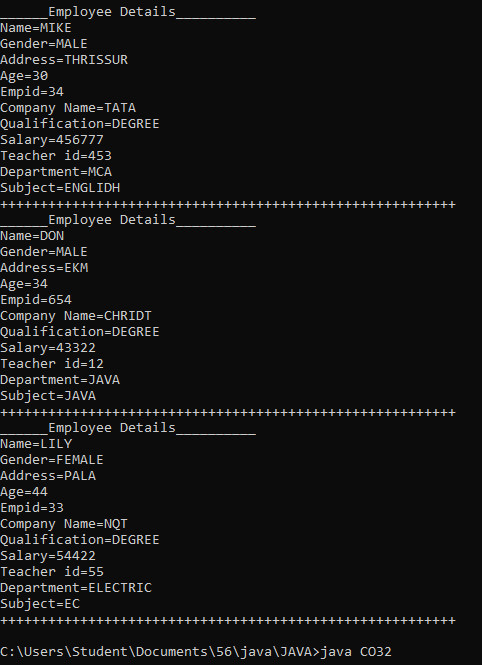 ______Employee Details__________
Name=MIKE
Gender=MALE
Address=THRISSUR
Age=30
Empid=34
Company Name=TATA
Qualification=DEGREE
Salary=456777
Teacher id=453
Department=MCA
Subject=ENGLIDH
+++++++++++++++++++++++++++++++++++++++++++++++++++++++++
______Employee Details__________
Name=DON
Gender=MALE
Address=EKM
Age=34
Empid=654
Company Name=CHRIDT
Qualification=DEGREE
Salary=43322
Teacher id=12
Department=JAVA
Subject=JAVA
+++++++++++++++++++++++++++++++++++++++++++++++++++++++++
______Employee Details__________
Name=LILY
Gender=FEMALE
Address=PALA
Age=44
Empid=33
Company Name=NQT
Qualification=DEGREE
Salary=54422
Teacher id=55
Department=ELECTRIC
Subject=EC
+++++++++++++++++++++++++++++++++++++++++++++++++++++++++
C:\Users\Student\Documents\56\java\JAVA>java CO32